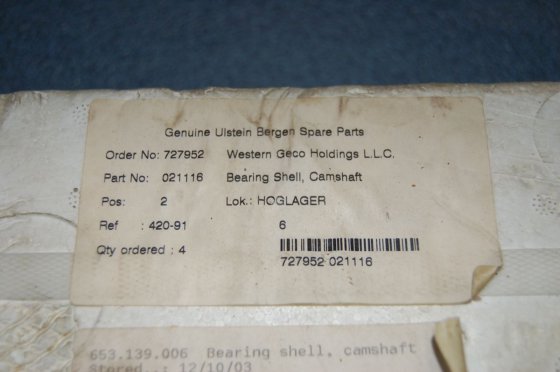 Genuine Ulstein Bergen Spare Parts
Order No: 727952 Western Geco Holdings L.L.C.
Part No: 021116 Bearing Shell, Camshaft
Pos: 2 Lok.: HOGLAGER
Ref : 420-91 6
Qty ordered : 4
727952 021116
653.139.006 Bearing shell, camshaft
Stored .: 12/10/03